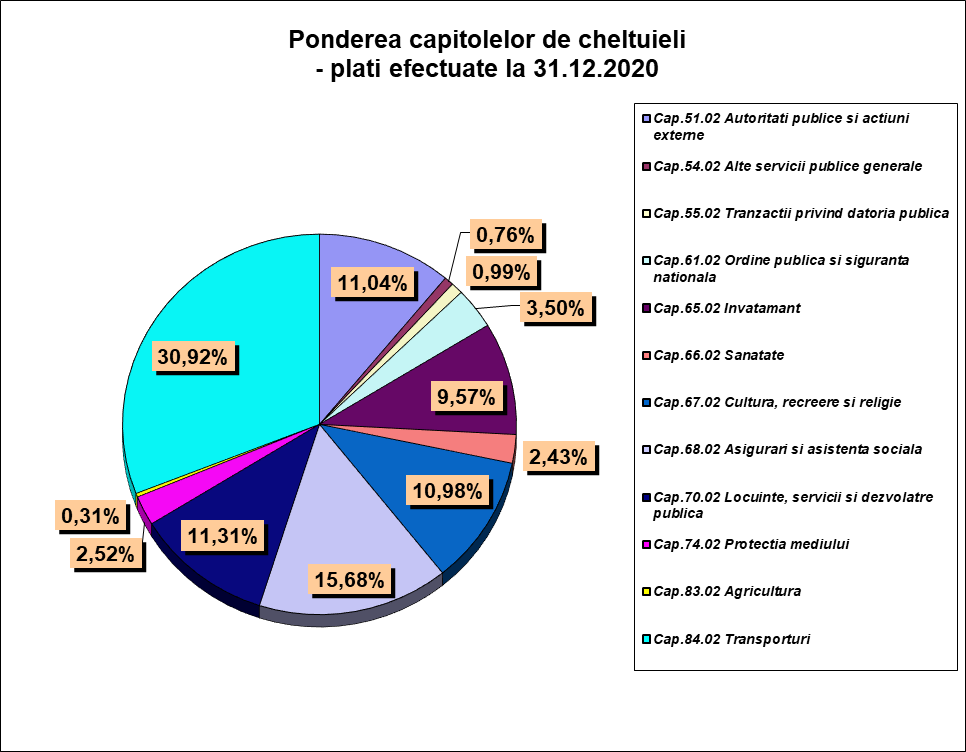 Ponderea capitolelor de cheltuieli
- plati efectuate la 31.12.2020
Cap.51.02 Autoritati publice si actiuni
externe
Cap.54.02 Alte servicii publice generale
Cap.55.02 Tranzactii privind datoria publica
Cap.61.02 Ordine publica si siguranta
nationala
Cap.65.02 Invatamant
Cap.66.02 Sanatate
Cap.67.02 Cultura, recreere si religie
Cap.68.02 Asigurari si asistenta sociala
Cap.70.02 Locuinte, servicii si dezvolatre
publica
Cap.74.02 Protectia mediului
Cap.83.02 Agricultura
Cap.84.02 Transporturi
11,04%
0,76%
0,99%
3,50%
9,57%
2,43%
10,98%
15,68%
11,31%
2,52%
0,31%
30,92%